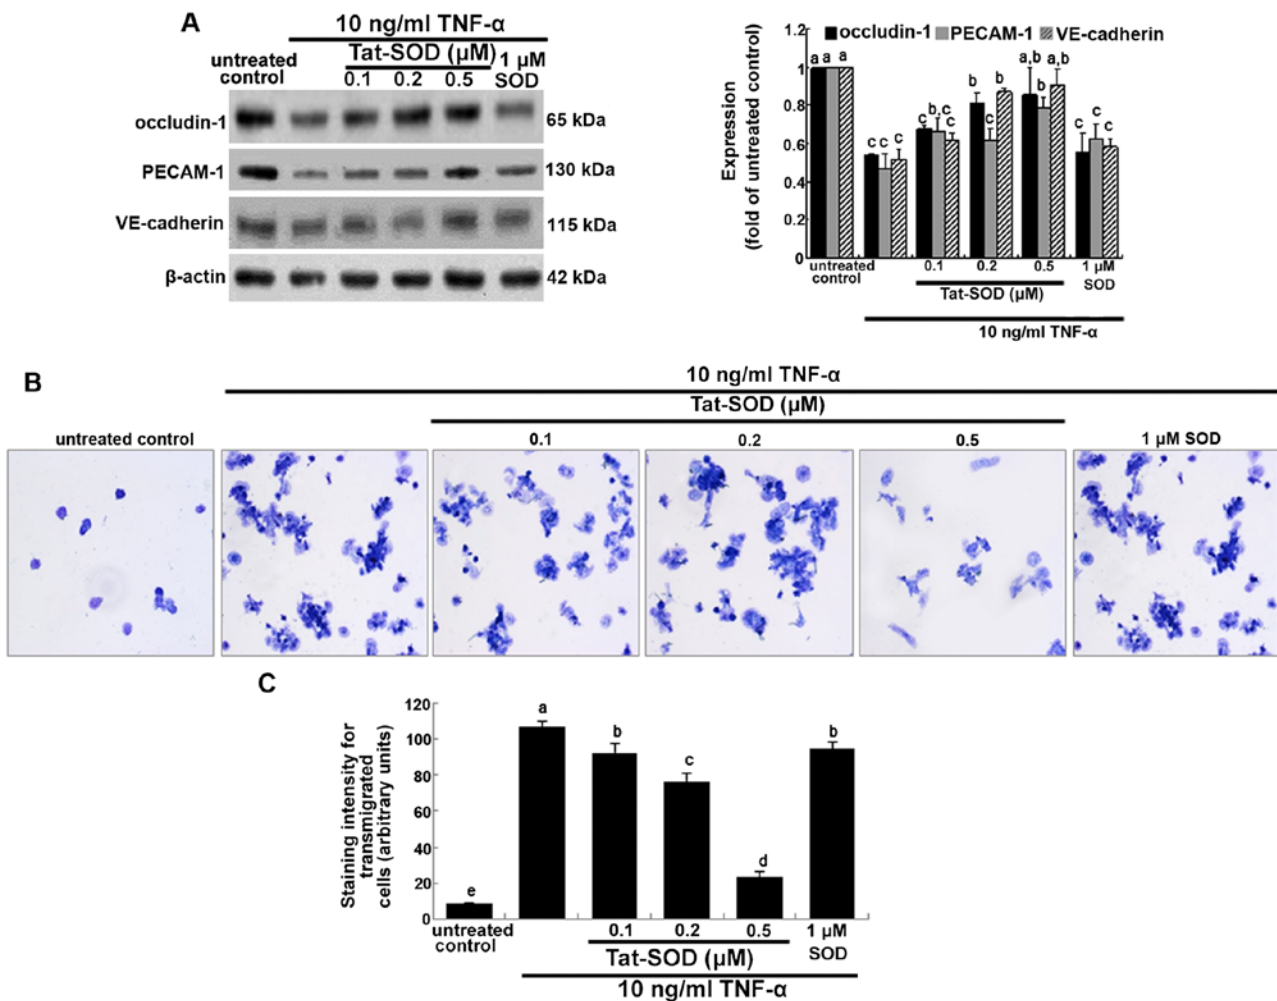 A
10 ng/ml TNF-α
untreated control
Tat-SOD (μM)
1 μM SOD
0.1 0.2 0.5
occludin-1
65 kDa
PECAM-1
130 kDa
VE-cadherin
115 kDa
β-actin
42 kDa
occludin-1 PECAM-1 VE-cadherin
Expression
(fold of untreated control)
1.2
1
0.8
0.6
0.4
0.2
0
a a a
c c c
c b,c c
b c b
a,b b a,b
c c c
untreated control
0.1 0.2 0.5
1 μM SOD
Tat-SOD (μM)
10 ng/ml TNF-α
B
10 ng/ml TNF-α
Tat-SOD (μM)
untreated control
0.1 0.2 0.5
1 μM SOD
C
Staining intensity for
transmigrated
cells (arbitrary units)
120
100
80
60
40
20
0
e a b c d b
untreated control
0.1 0.2 0.5
1 μM
SOD
Tat-SOD (μM)
10 ng/ml TNF-α